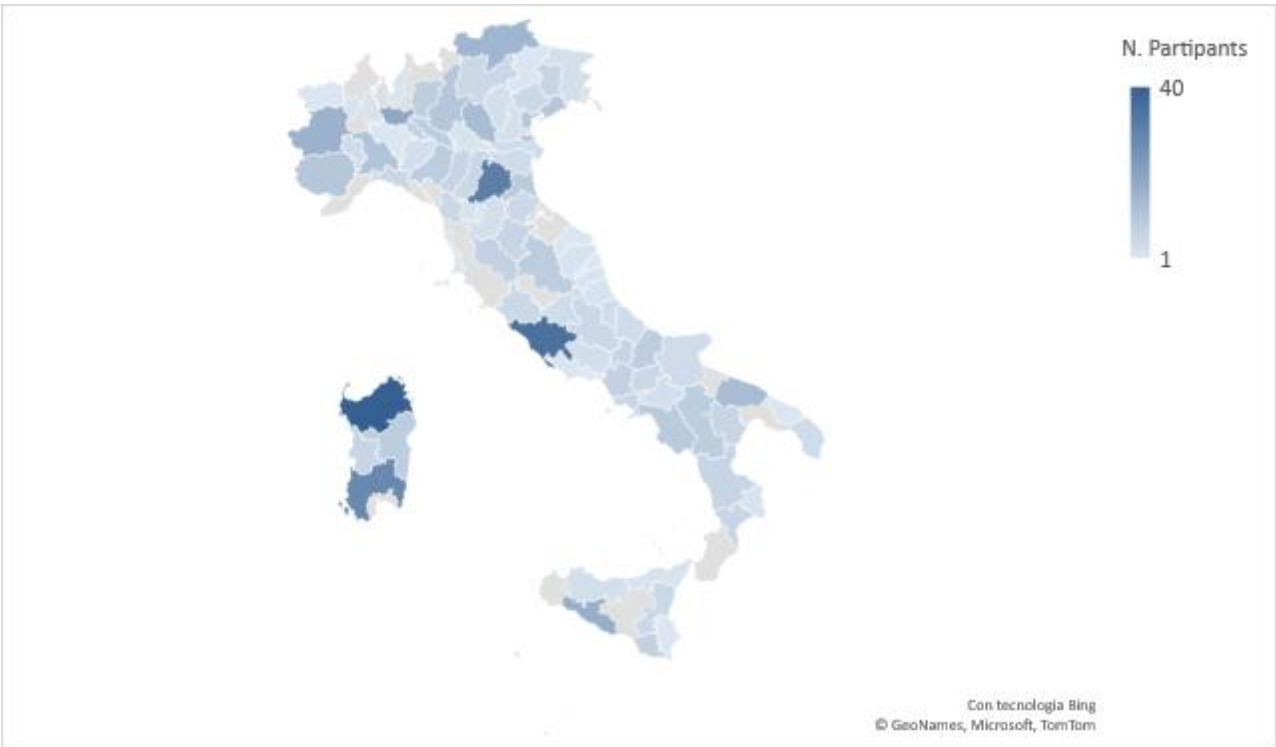 N. Partipants
40
1
Con tecnologia Bing
© GeoNames, Microsoft, TomTom